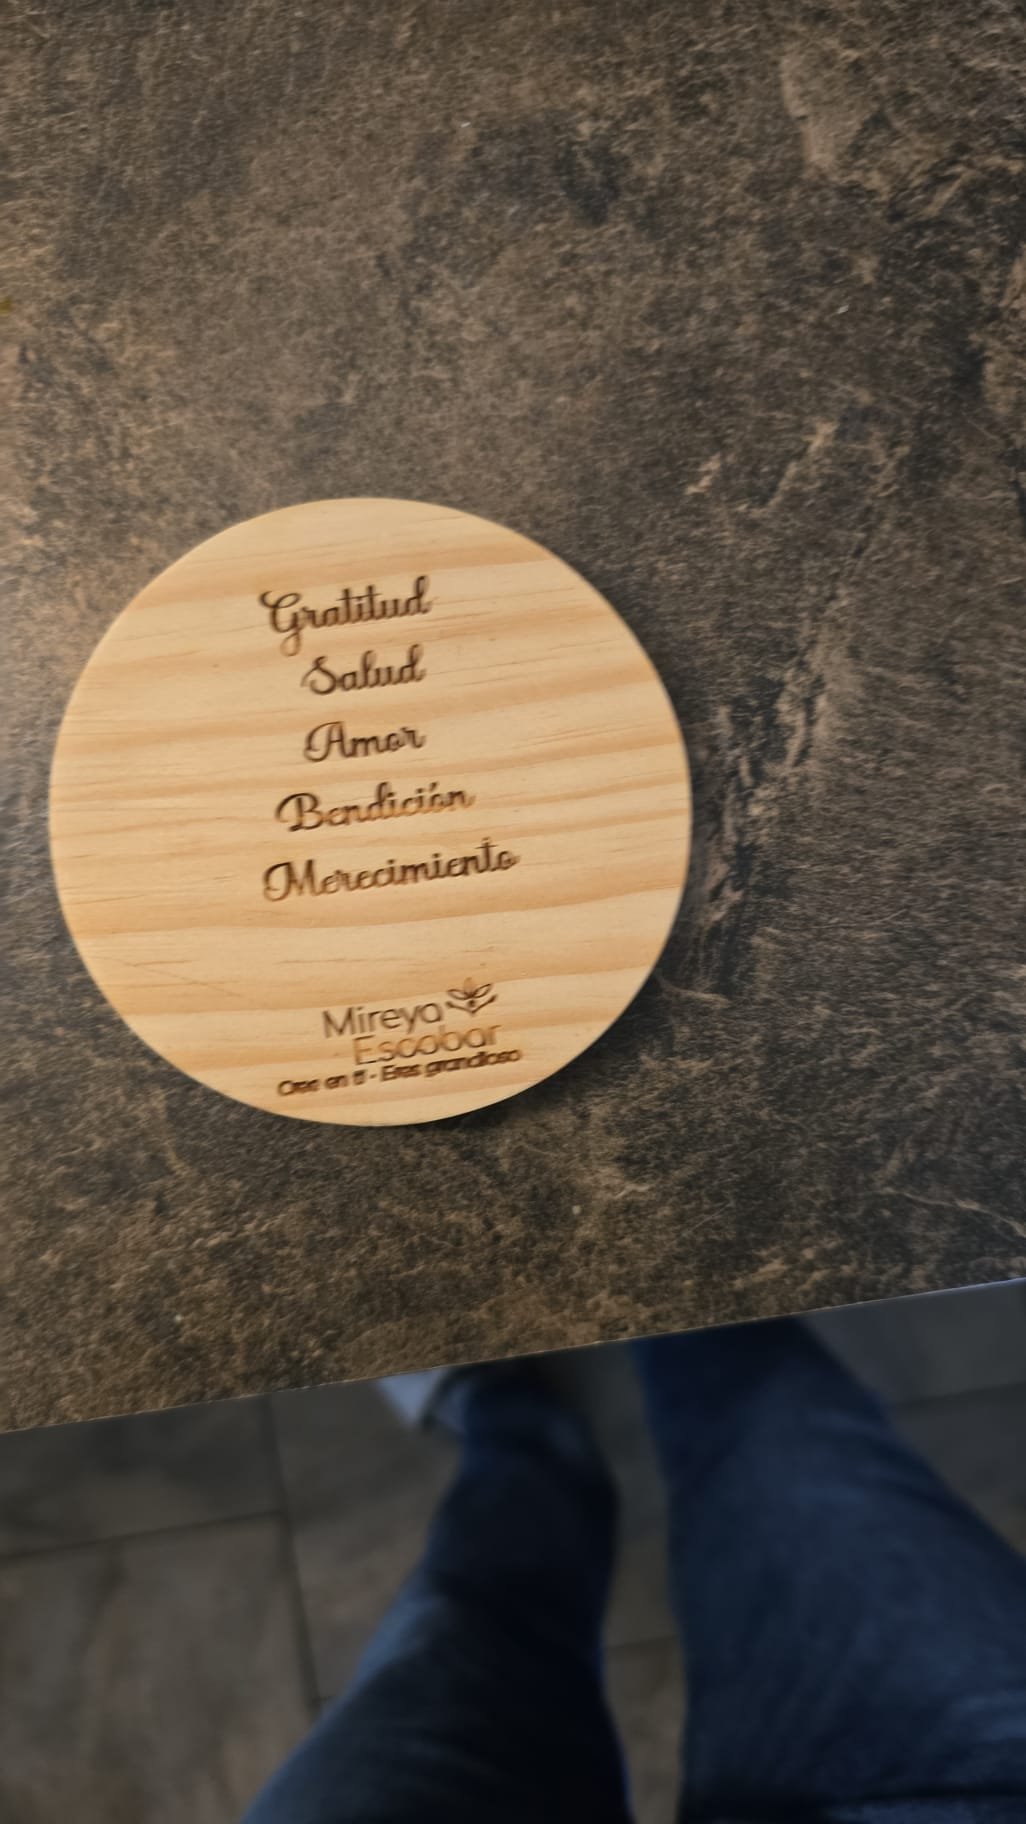 Gratitud
Salud
Amor
Bendición
Merecimiento
Mireya
Escobar
Cree en ti - Eres grandioso